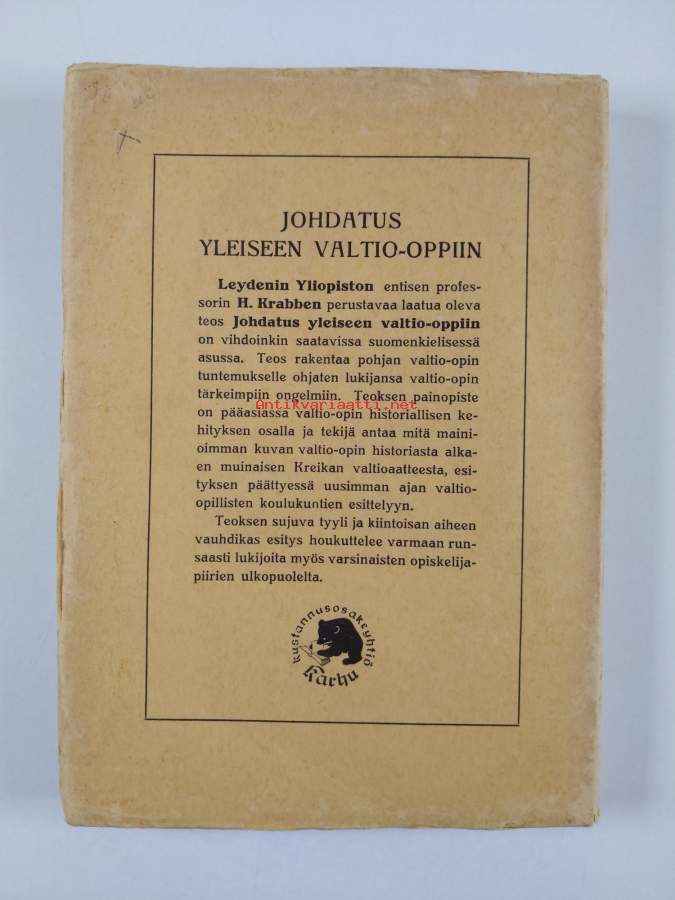 JOHDATUS
YLEISEEN VALTIO-OPPIIN
Leydenin Yliopiston entisen profes-
sorin H. Krabben perustavaa laatua oleva
teos Johdatus yleiseen valtio-oppiin
on vihdoinkin saatavissa suomenkielisessä
asussa. Teos rakentaa pohjan valtio-opin
tuntemukselle ohjaten lukijansa valtio-opin
tärkeimpiin ongelmiin. Teoksen painopiste
Antikvariaatti.net
on pääasiassa valtio-opin historiallisen ke-
hityksen osalla ja tekijä antaa mitä maini-
oimman kuvan valtio-opin historiasta alka-
en muinaisen Kreikan valtioaatteesta, esi-
tyksen päättyessä uusimman ajan valtio-
opillisten koulukuntien esittelyyn.
Teoksen sujuva tyyli ja kiintoisan aiheen
vauhdikas esitys houkuttelee varmaan run-
saasti lukijoita myös varsinaisten opiskelija-
piirien ulkopuolelta.
Kustannusosakeyhtiö
Karhu